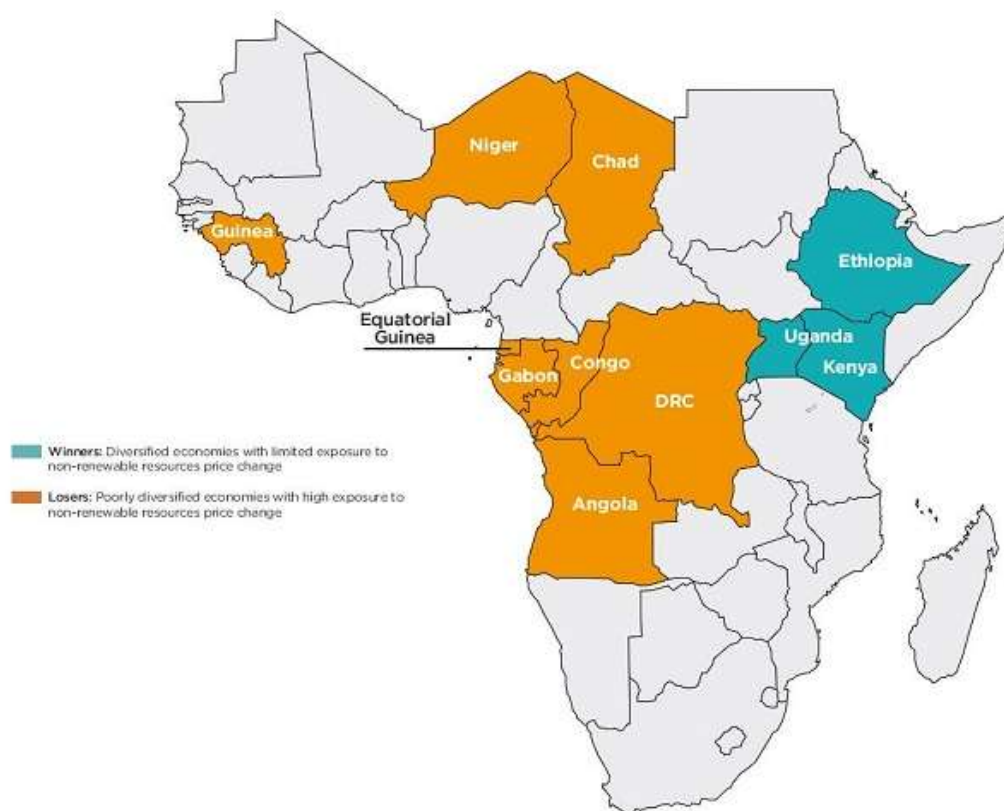 Niger
Chad
Guinea
Ethiopia
Equatorial
Guinea
Uganda
Congo
Kenya
Gabon
DRC
Winners: Diversified economies with limited exposure to
non-renewable resources price change
Losers: Poorly diversified economies with high exposure to
non-renewable resources price change
Angola